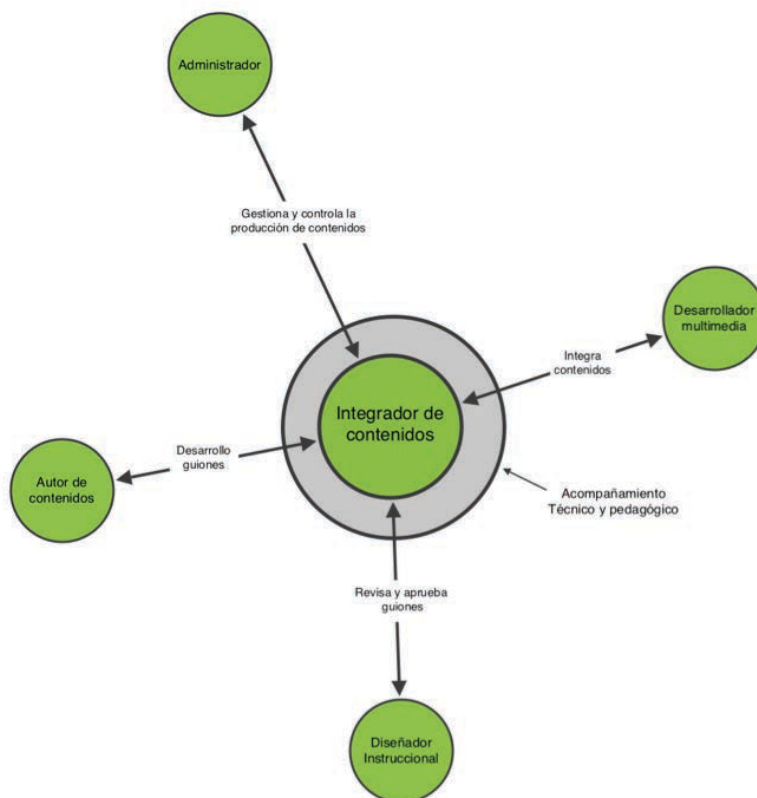 Administrador
Gestiona y controla la
producción de contenidos
Desarrollador
multimedia
Integra
contenidos
Integrador de
contenidos
Desarrollo
guiones
Autor de
contenidos
Acompañamiento
Técnico y pedagógico
Revisa y aprueba
guiones
Diseñador
Instruccional